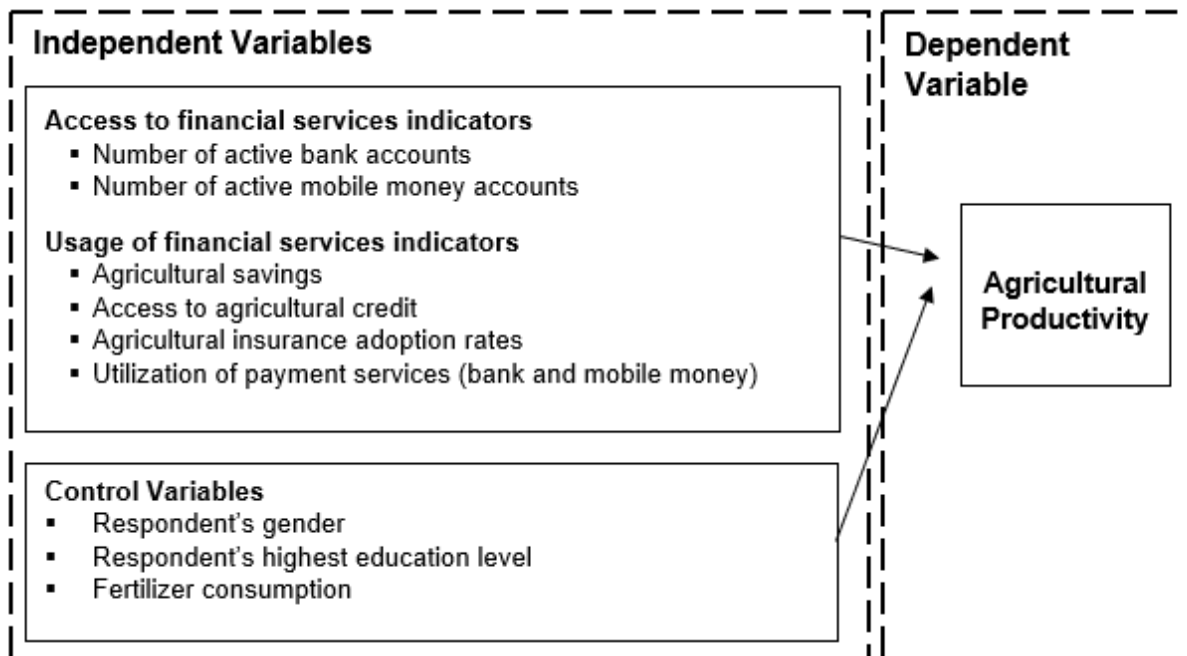 Independent Variables
Access to financial services indicators
▪ Number of active bank accounts
▪ Number of active mobile money accounts
Usage of financial services indicators
▪ Agricultural savings
▪ Access to agricultural credit
▪ Agricultural insurance adoption rates
▪ Utilization of payment services (bank and mobile money)
Control Variables
▪ Respondent’s gender
▪ Respondent’s highest education level
▪ Fertilizer consumption
Dependent
Variable
Agricultural
Productivity